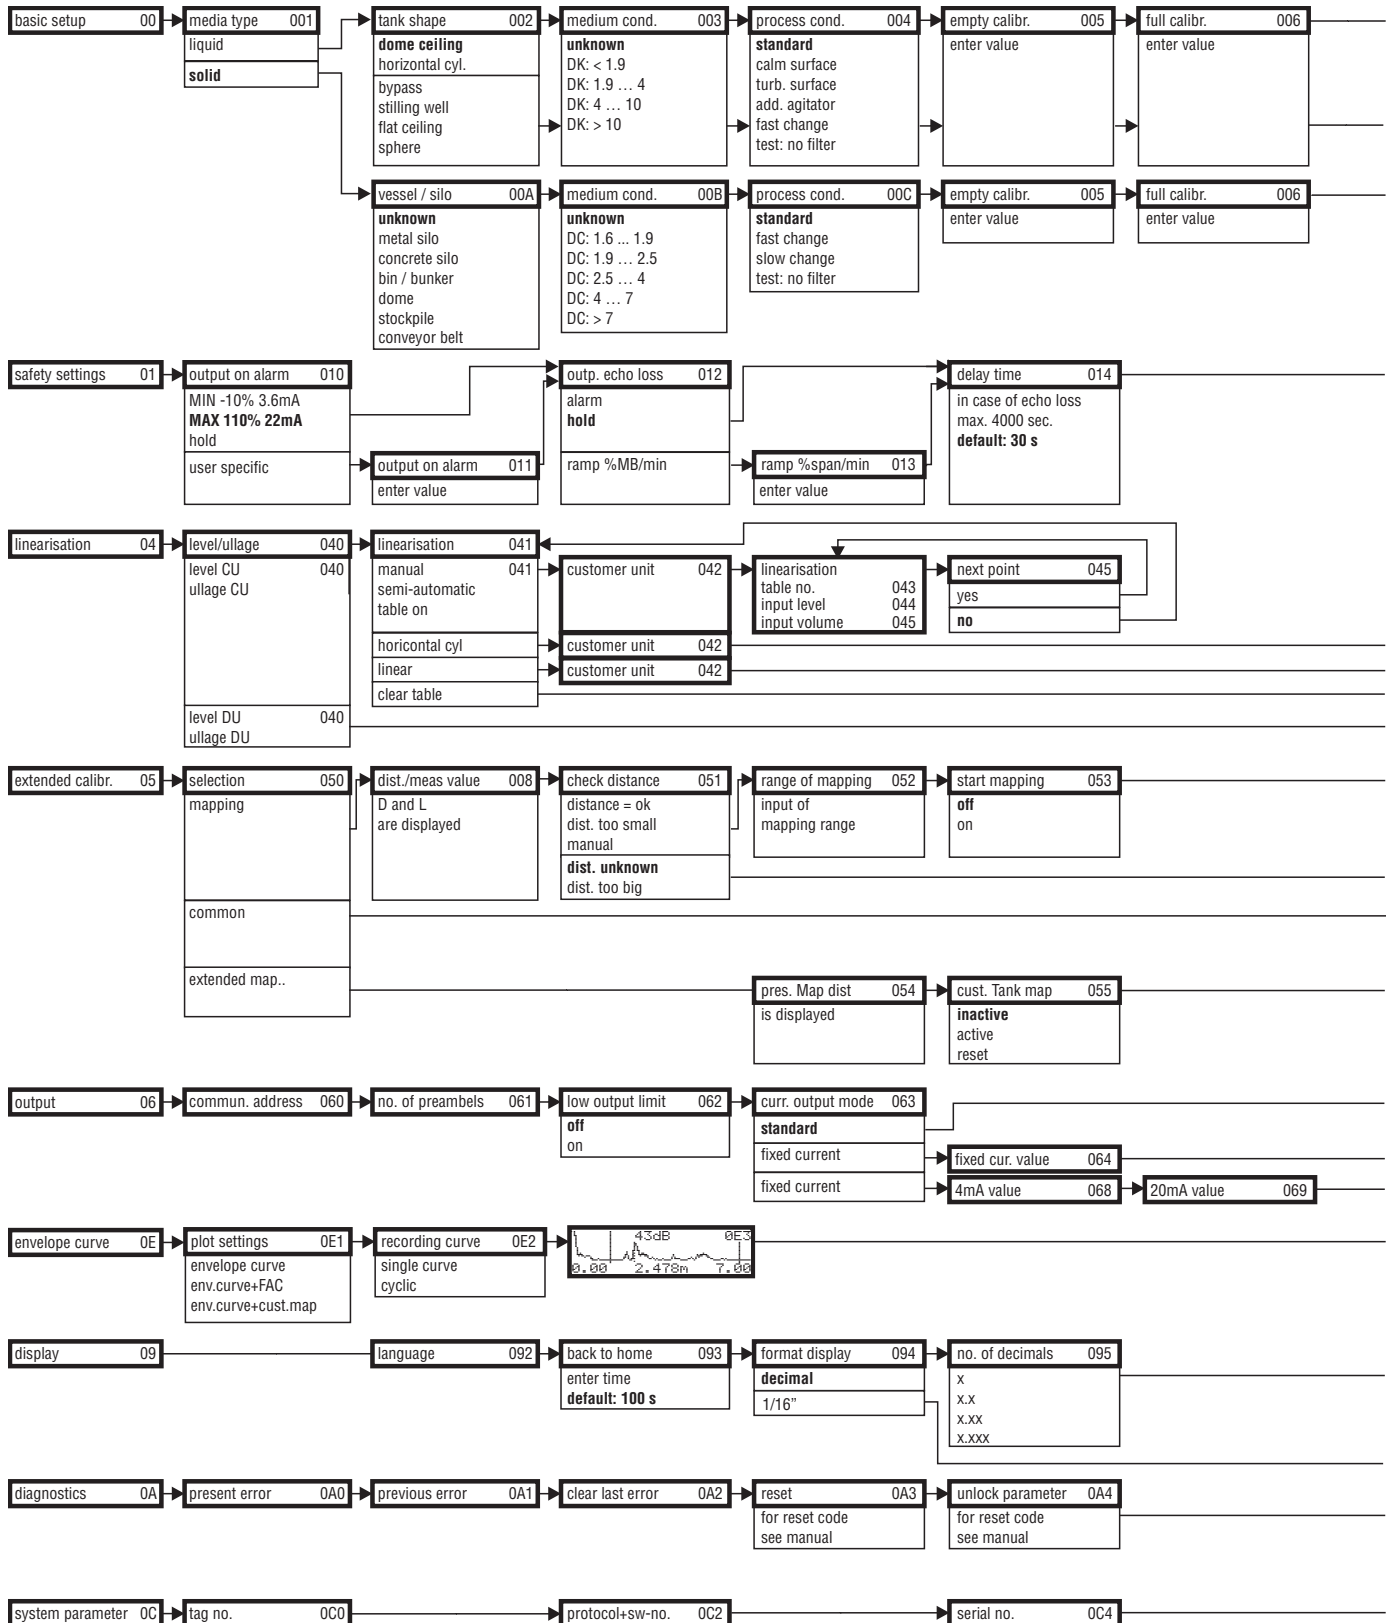 basic setup 00
media type 001
liquid
solid
tank shape 002
dome ceiling
horizontal cyl.
bypass
stilling well
flat ceiling
sphere
medium cond. 003
unknown
DK: < 1.9
DK: 1.9 … 4
DK: 4 … 10
DK: > 10
process cond. 004
standard
calm surface
turb. surface
add. agitator
fast change
test: no filter
empty calibr. 005
enter value
full calibr. 006
enter value
vessel / silo 00A
unknown
metal silo
concrete silo
bin / bunker
dome
stockpile
conveyor belt
medium cond. 00B
unknown
DC: 1.6 ... 1.9
DC: 1.9 … 2.5
DC: 2.5 … 4
DC: 4 … 7
DC: > 7
process cond. 00C
standard
fast change
slow change
test: no filter
empty calibr. 005
enter value
full calibr. 006
enter value
safety settings 01
output on alarm 010
MIN -10% 3.6mA
MAX 110% 22mA
hold
user specific
output on alarm 011
enter value
outp. echo loss 012
alarm
hold
ramp %MB/min
ramp %span/min 013
enter value
delay time 014
in case of echo loss
max. 4000 sec.
default: 30 s
linearisation 04
level/ullage 040
level CU 040
ullage CU
level DU 040
ullage DU
linearisation 041
manual 041
semi-automatic
table on
horicontal cyl
linear
clear table
customer unit 042
customer unit 042
customer unit 042
linearisation
table no. 043
input level 044
input volume 045
next point 045
yes
no
extended calibr. 05
selection 050
mapping
common
extended map..
dist./meas value 008
D and L
are displayed
check distance 051
distance = ok
dist. too small
manual
dist. unknown
dist. too big
range of mapping 052
input of
mapping range
start mapping 053
off
on
pres. Map dist 054
is displayed
cust. Tank map 055
inactive
active
reset
output 06
commun. address 060
no. of preambels 061
low output limit 062
off
on
curr. output mode 063
standard
fixed current
fixed current
fixed cur. value 064
4mA value 068
20mA value 069
envelope curve 0E
plot settings 0E1
envelope curve
env.curve+FAC
env.curve+cust.map
recording curve 0E2
single curve
cyclic
43dB 0E3
0.00 2.478m 7.00
display 09
language 092
back to home 093
enter time
default: 100 s
format display 094
decimal
1/16”
no. of decimals 095
x
x.x
x.xx
x.xxx
diagnostics 0A
present error 0A0
previous error 0A1
clear last error 0A2
reset 0A3
for reset code
see manual
unlock parameter 0A4
for reset code
see manual
system parameter 0C
tag no. 0C0
protocol+sw-no. 0C2
serial no. 0C4